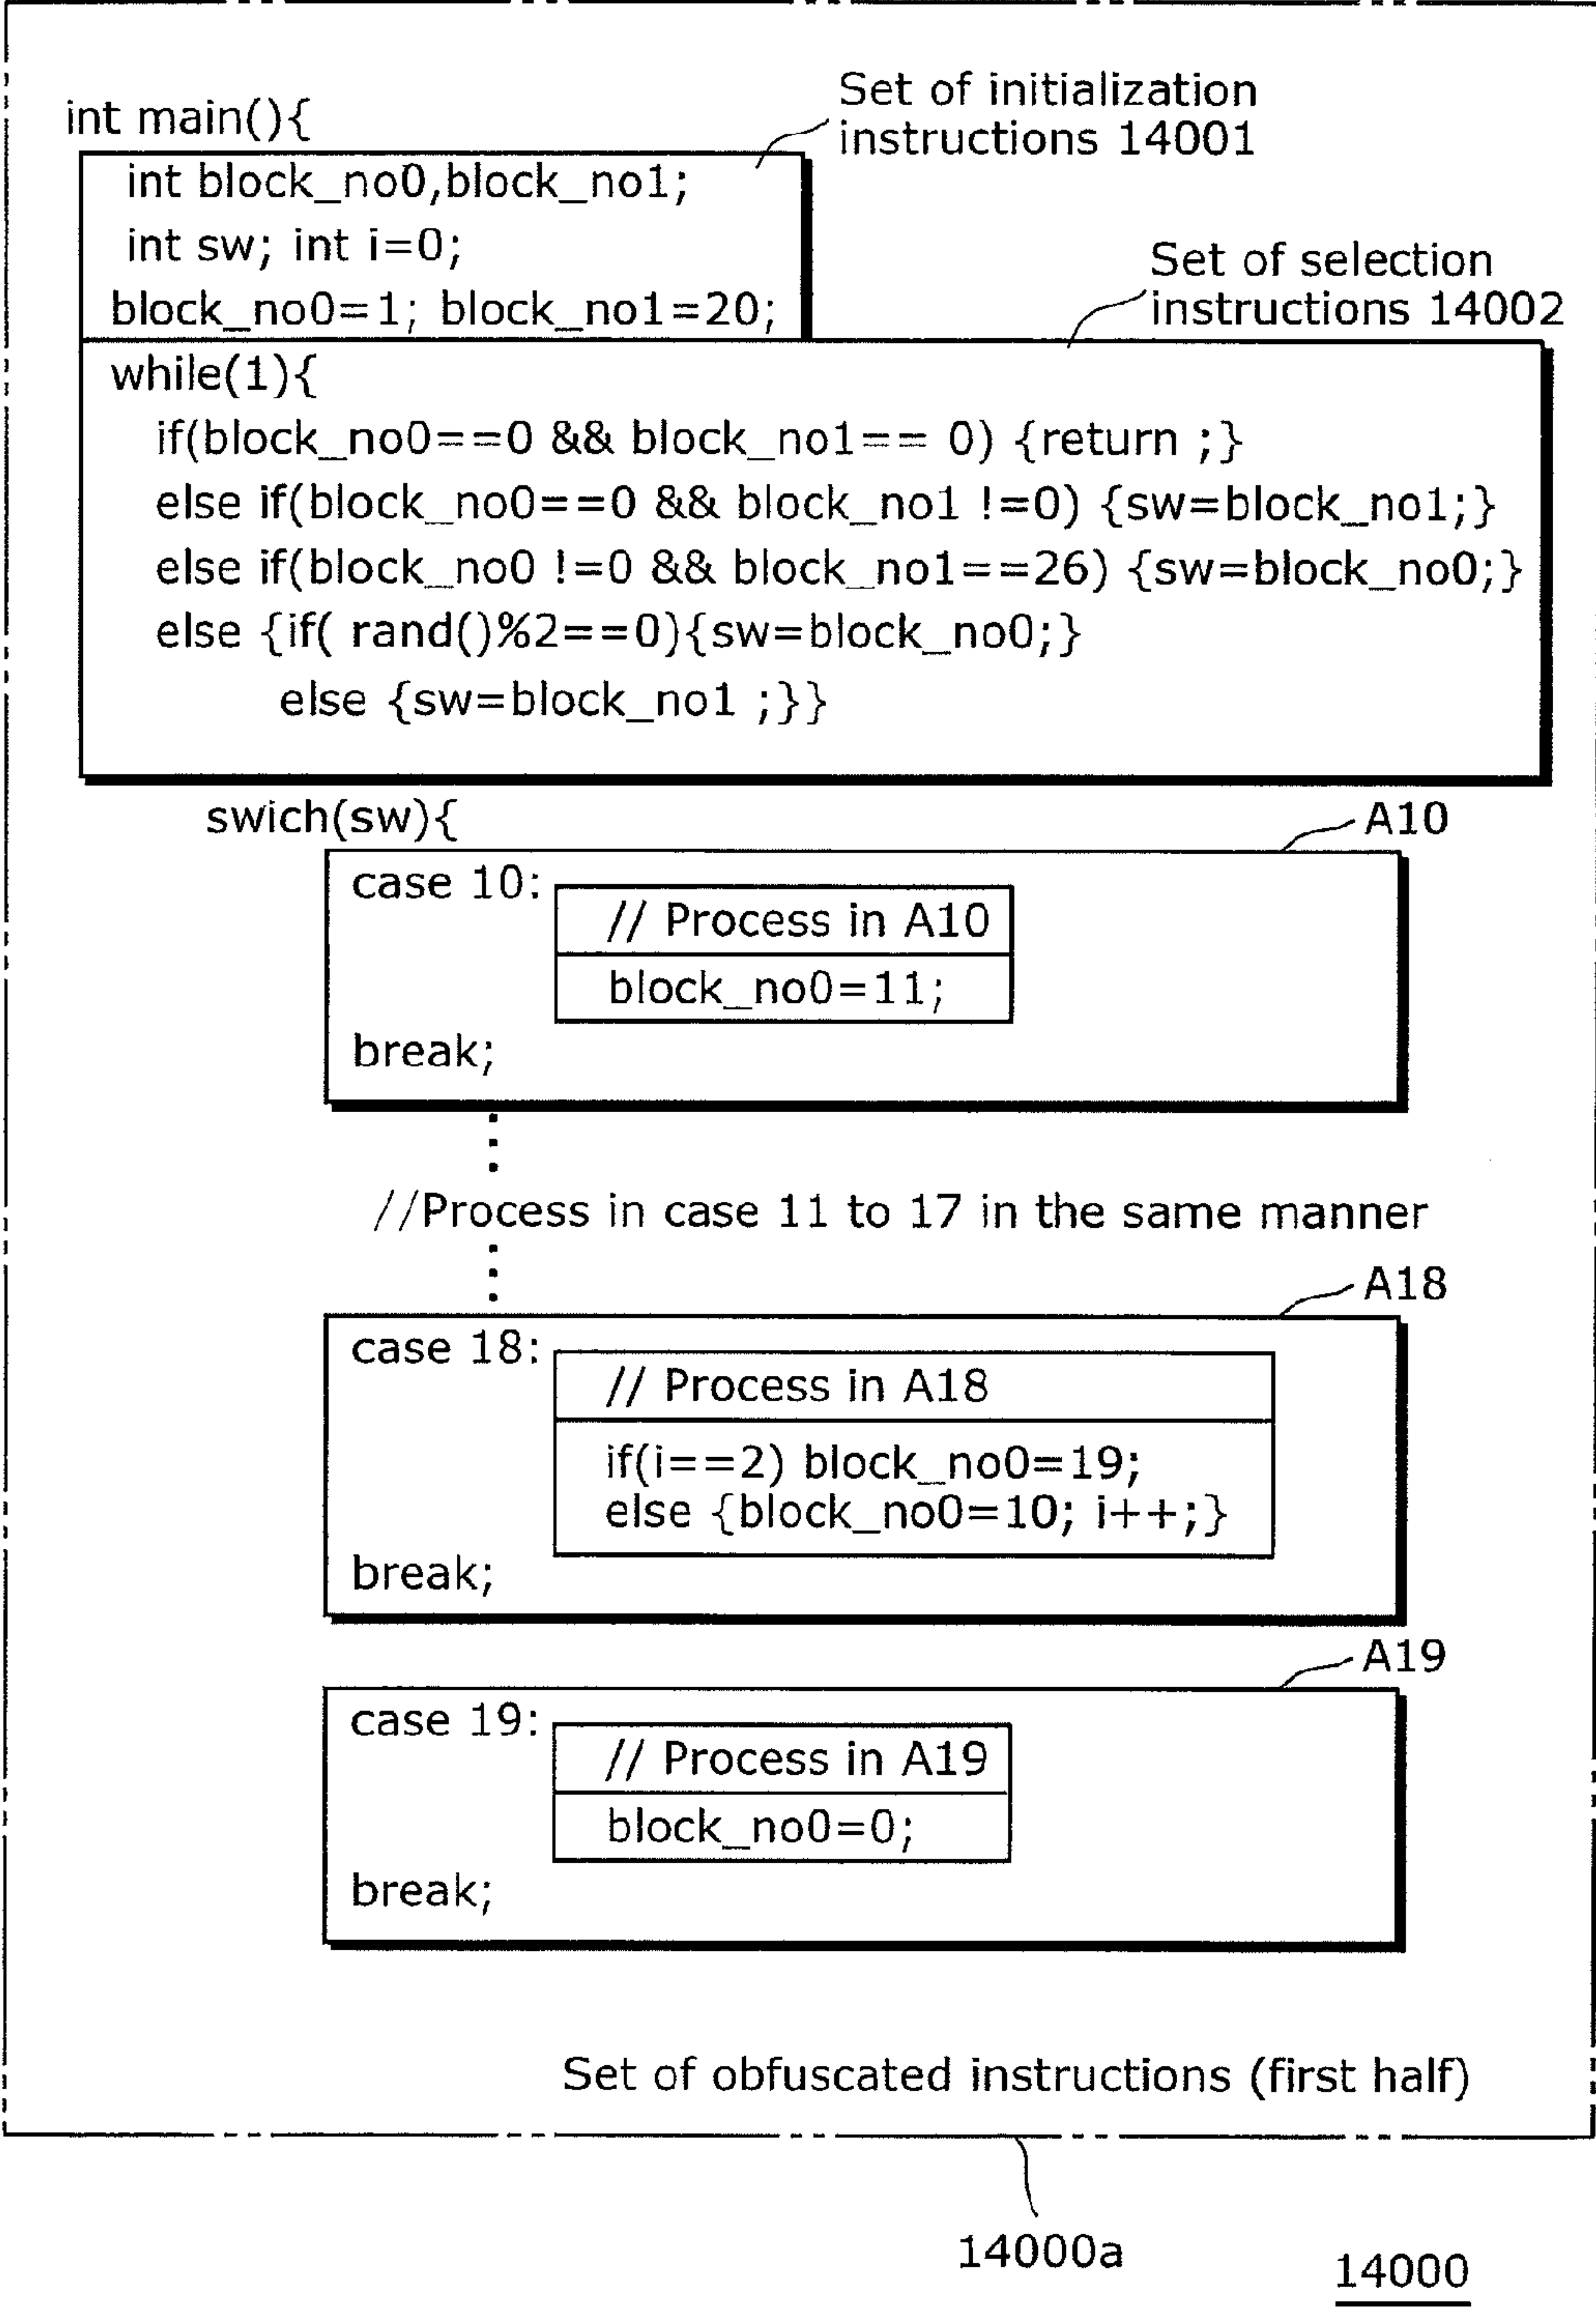 int main(){
Set of initialization
instructions 14001
int block_no0,block_no1;
int sw; int i=0;
block_no0=1; block_no1=20;
Set of selection
instructions 14002
while(1){
if(block_no0==0 && block_no1== 0) {return ;}
else if(block_no0==0 && block_no1 !=0) {sw=block_no1;}
else if(block_no0 !=0 && block_no1==26) {sw=block_no0;}
else {if( rand()%2==0){sw=block_no0;}
else {sw=block_no1 ;}}
swich(sw){
A10
case 10:
// Process in A10
block_no0=11;
break;
//Process in case 11 to 17 in the same manner
A18
case 18:
// Process in A18
if(i==2) block_no0=19;
else {block_no0=10; i++;}
break;
A19
case 19:
// Process in A19
block_no0=0;
break;
Set of obfuscated instructions (first half)
14000a
14000